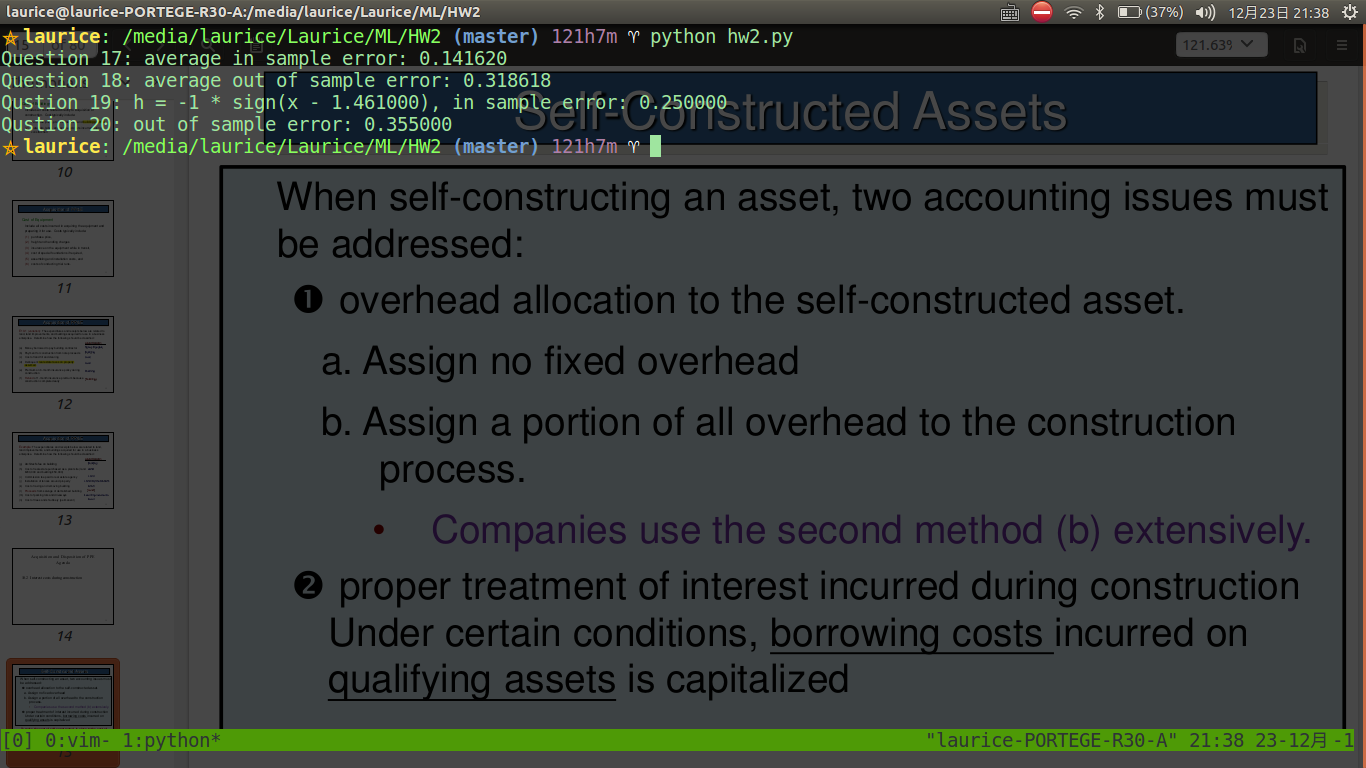 laurice@laurice-PORTEGE-R30-A:/media/laurice/Laurice/ML/HW2
(37%)
12月23日 21:38
laurice: /media/laurice/Laurice/ML/HW2 (master) 121h7m ♈ python hw2.py
Question 17: average in sample error: 0.141620
Question 18: average out of sample error: 0.318618
Qustion 19: h = -1 * sign(x - 1.461000), in sample error: 0.250000
Qustion 20: out of sample error: 0.355000
laurice: /media/laurice/Laurice/ML/HW2 (master) 121h7m ♈
121.63%
Self-Constructed Assets
When self-constructing an asset, two accounting issues must
be addressed:
❶ overhead allocation to the self-constructed asset.
a. Assign no fixed overhead
b. Assign a portion of all overhead to the construction
process.
• Companies use the second method (b) extensively.
❷ proper treatment of interest incurred during construction
Under certain conditions, borrowing costs incurred on
qualifying assets is capitalized
10
11
12
13
14
15
[0] 0:vim- 1:python*
"laurice-PORTEGE-R30-A" 21:38 23-12月-1